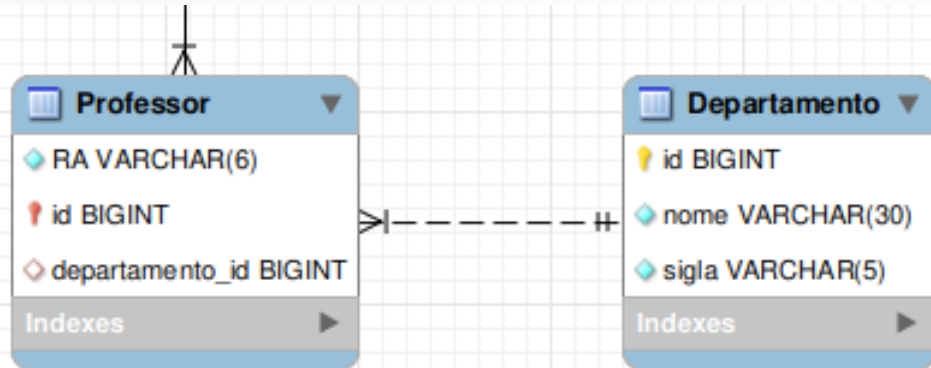 Professor
RA VARCHAR(6)
id BIGINT
departamento_id BIGINT
Indexes
Departamento
id BIGINT
nome VARCHAR(30)
sigla VARCHAR(5)
Indexes